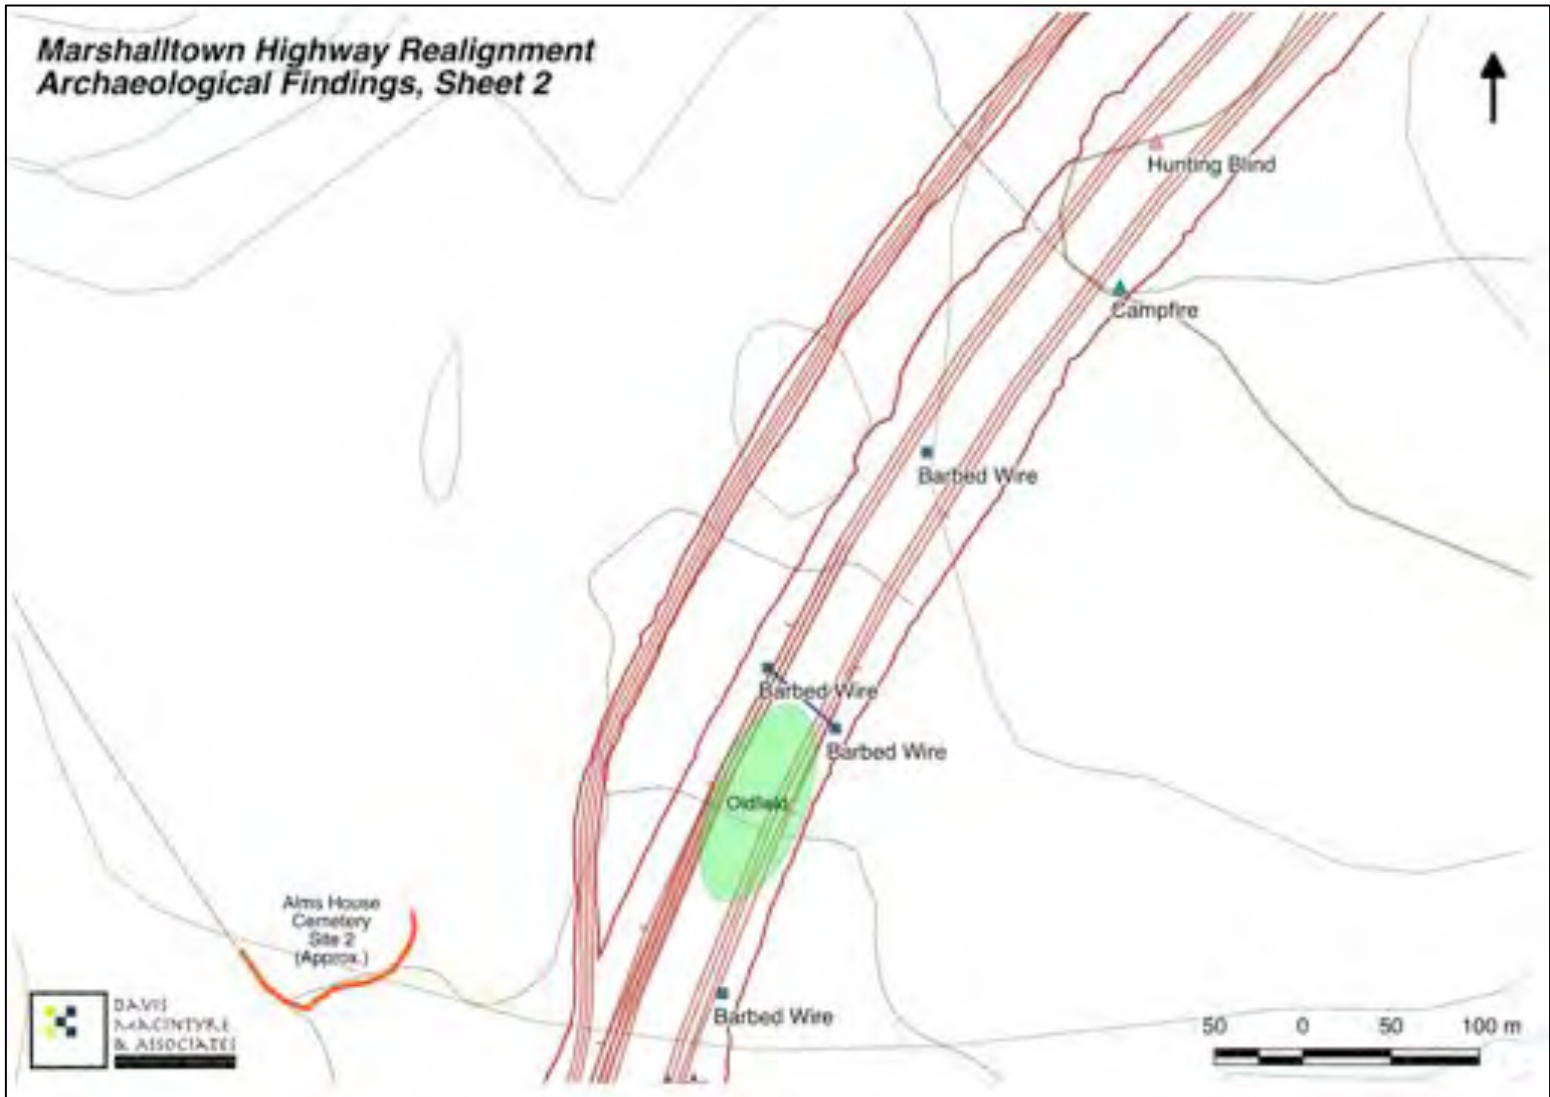 Marshalltown Highway Realignment
Archaeological Findings, Sheet 2
Hunting Blind
Campfire
Barbed Wire
Barbed Wire
Barbed Wire
Oldfield
Alms House
Cemetery
Site 2
(Approx.)
Barbed Wire
DAVIS
MACINTYRE
& ASSOCIATES
50 0 50 100 m